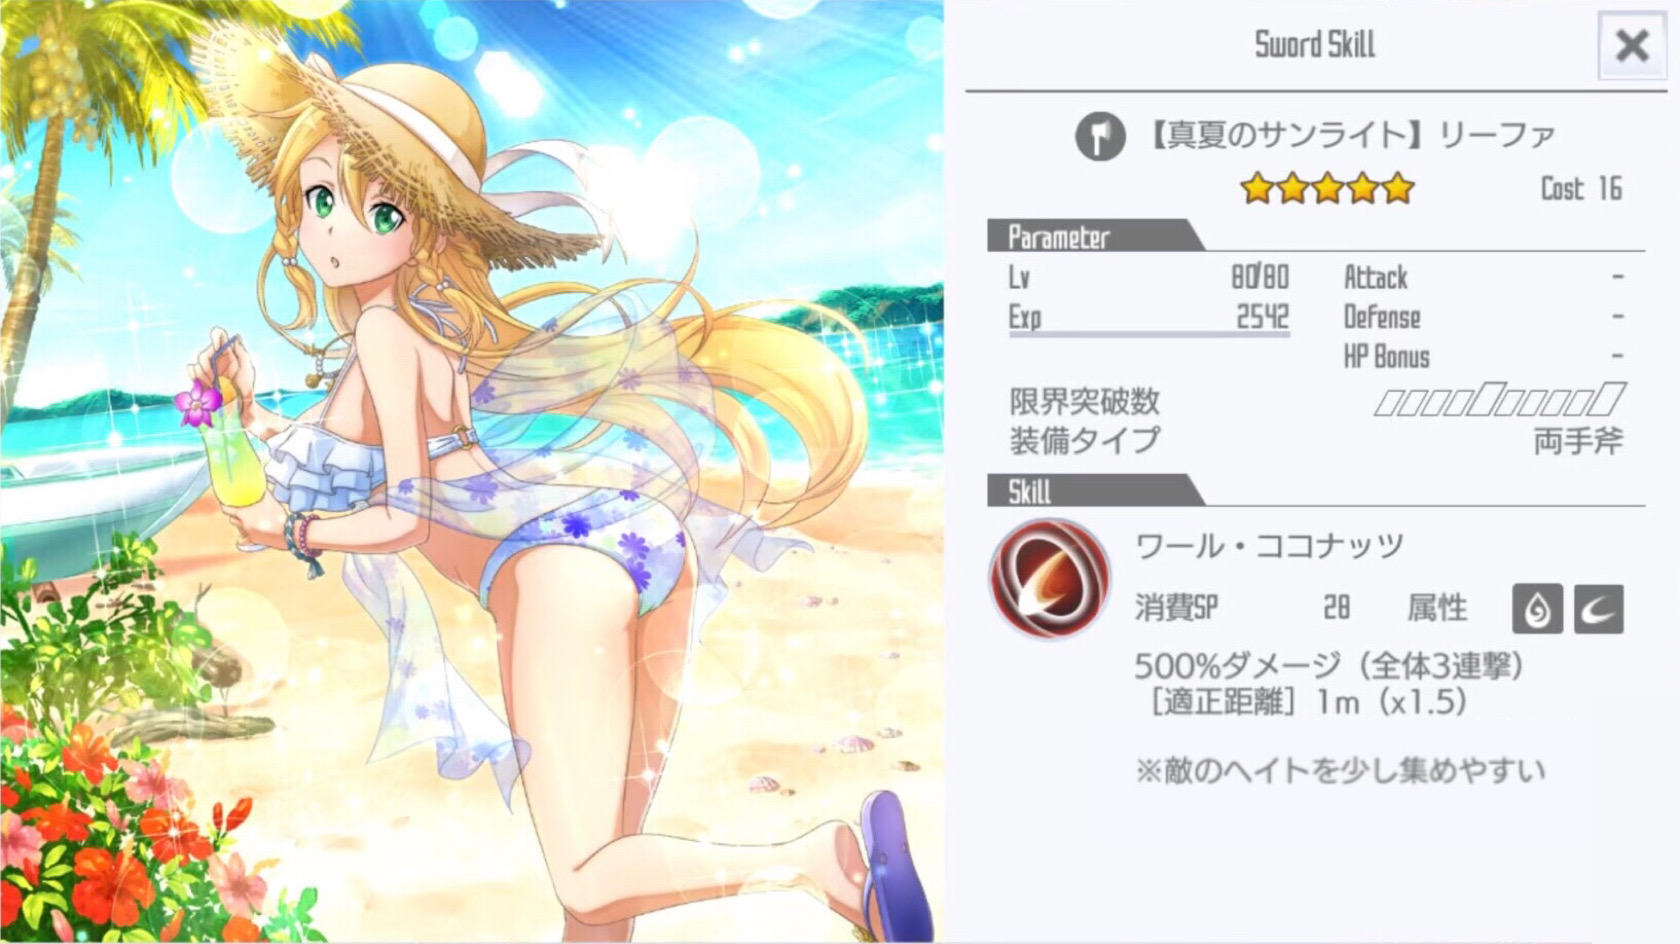 Sword Skill
【真夏のサンライト】リーファ
Cost 16
Parameter
Lv 80/80 Attack -
Exp 2542 Defense -
HP Bonus -
限界突破数
装備タイプ 両手斧
Skill
ワール・ココナッツ
消費SP 28 属性
500%ダメージ（全体3連撃）
［適正距離］1m（x1.5）
※敵のヘイトを少し集めやすい